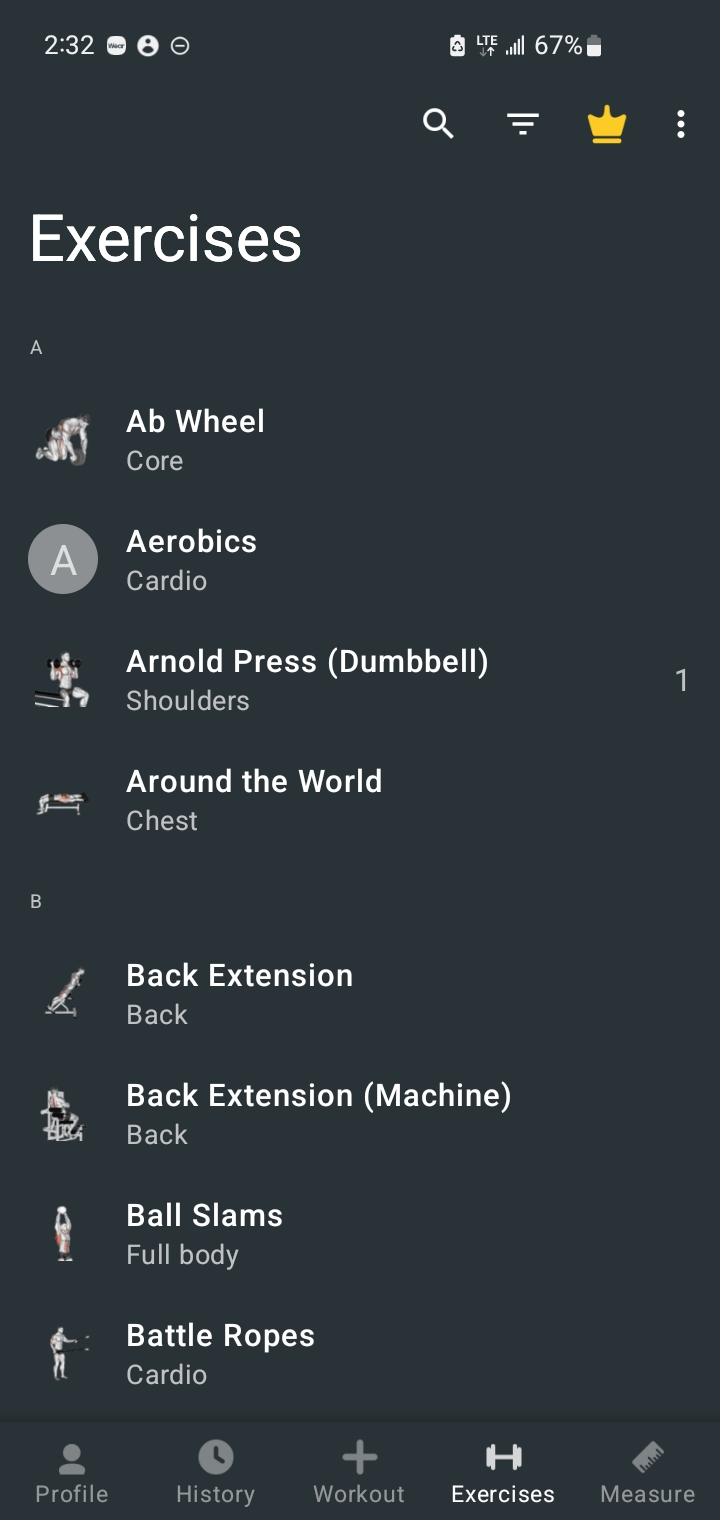 2:32 Wear LTE 67%
Exercises
A
Ab Wheel
Core
A
Aerobics
Cardio
Arnold Press (Dumbbell)
Shoulders
1
Around the World
Chest
B
Back Extension
Back
Back Extension (Machine)
Back
Ball Slams
Full body
Battle Ropes
Cardio
Profile History Workout Exercises Measure